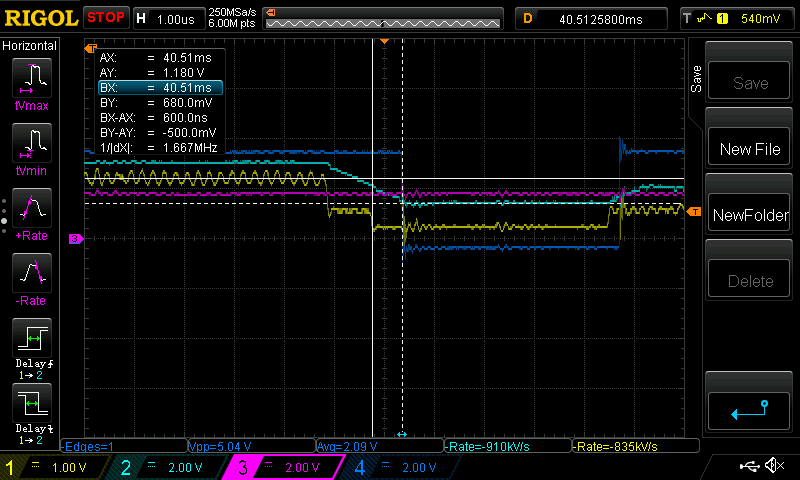 RIGOL STOP H 1.00us 250MSa/s 6.00M pts D 40.5125800ms T 1 540mV
Horizontal
tVmax
tVmin
+Rate
-Rate
Delay
1→2
Delay
1→2
T
AX: = 40.51ms
AY: = 1.180 V
BX: = 40.51ms
BY: = 680.0mV
BX-AX: = 600.0ns
BY-AY: = -500.0mV
1/|dX|: = 1.667MHz
3
T
Save
Save
New File
NewFolder
Delete
-Edges=1 Vpp=5.04 V Avg=2.09 V -Rate=-910kV/s -Rate=-835kV/s
1 = 1.00 V 2 = 2.00 V 3 = 2.00 V 4 = 2.00 V